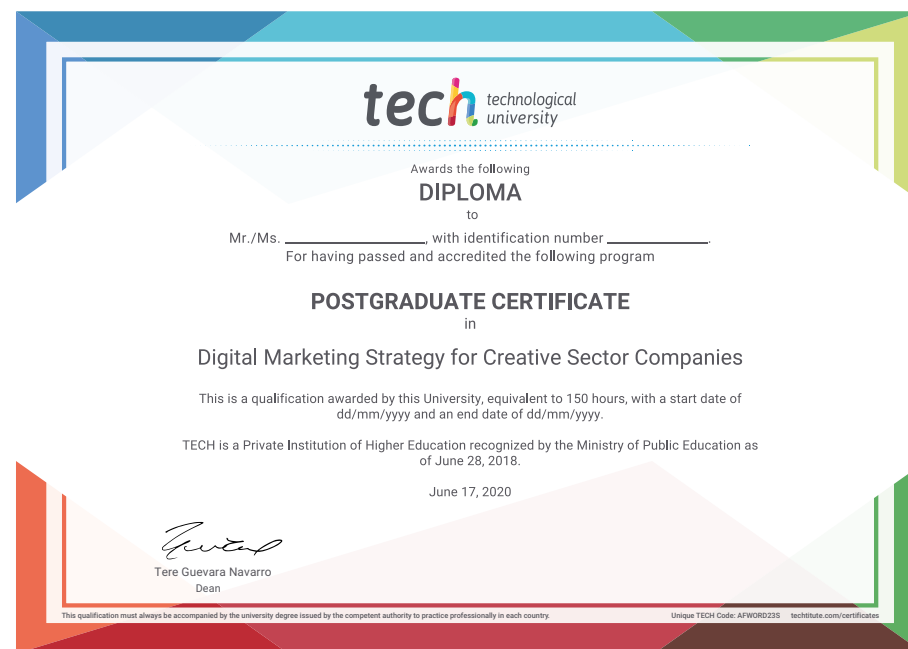 tech technological
university
Awards the following
DIPLOMA
to
Mr./Ms. ____________________, with identification number ______________.
For having passed and accredited the following program
POSTGRADUATE CERTIFICATE
in
Digital Marketing Strategy for Creative Sector Companies
This is a qualification awarded by this University, equivalent to 150 hours, with a start date of
dd/mm/yyyy and an end date of dd/mm/yyyy.
TECH is a Private Institution of Higher Education recognized by the Ministry of Public Education as
of June 28, 2018.
June 17, 2020
Tere Guevara Navarro
Dean
This qualification must always be accompanied by the university degree issued by the competent authority to practice professionally in each country. Unique TECH Code: AFWORD23S techtitute.com/certificates